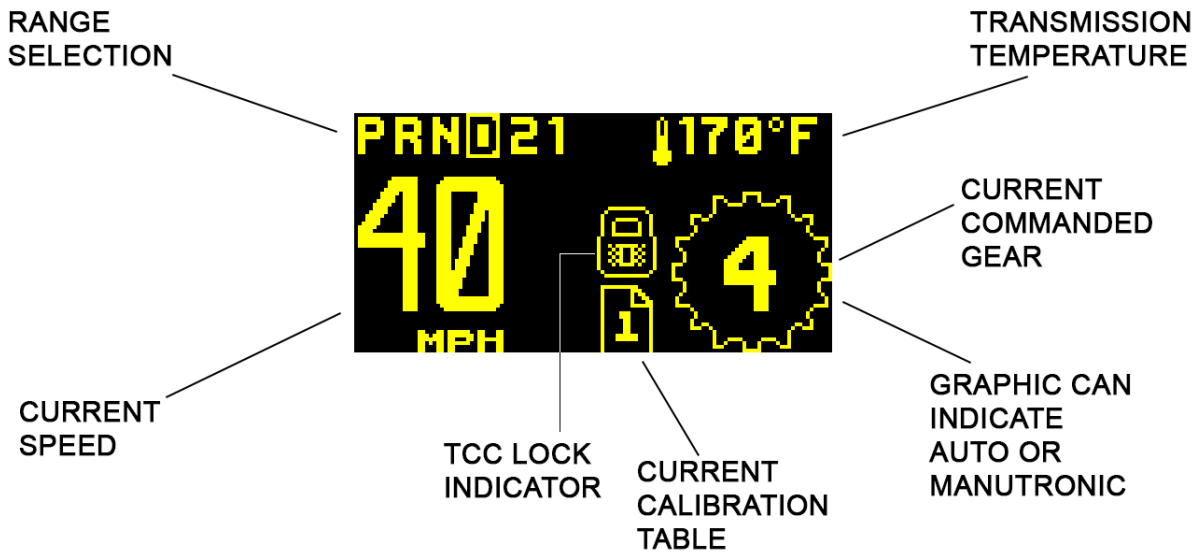 RANGE
SELECTION
TRANSMISSION
TEMPERATURE
PRND21
170°F
40
MPH
4
1
CURRENT
COMMANDED
GEAR
CURRENT
SPEED
TCC LOCK
INDICATOR
CURRENT
CALIBRATION
TABLE
GRAPHIC CAN
INDICATE
AUTO OR
MANUTRONIC